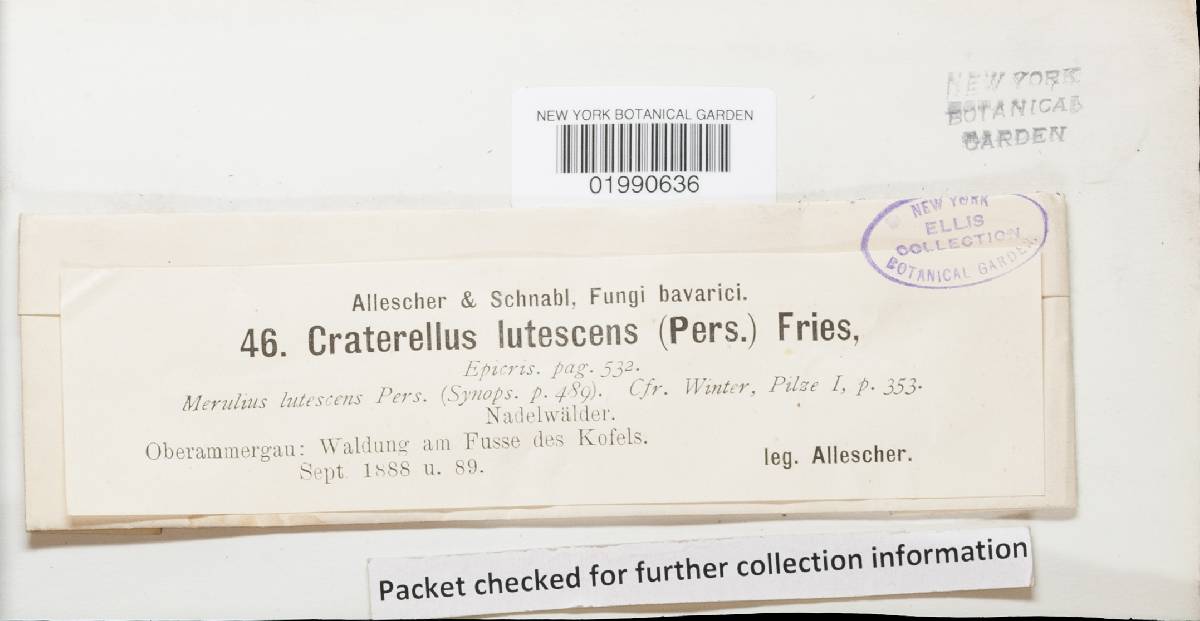 NEW YORK
BOTANICAL
GARDEN
NEW YORK BOTANICAL GARDEN
01990636
NEW YORK
ELLIS
COLLECTION
BOTANICAL GARDEN.
Allescher & Schnabl, Fungi bavarici.
46. Craterellus lutescens (Pers.) Fries,
Epicris. pag. 532.
Merulius lutescens Pers. (Synops. p. 489). Cfr. Winter, Pilze I, p. 353.
Nadelwälder.
Oberammergau: Waldung am Fusse des Kofels.
Sept. 1888 u. 89.
leg. Allescher.
Packet checked for further collection information